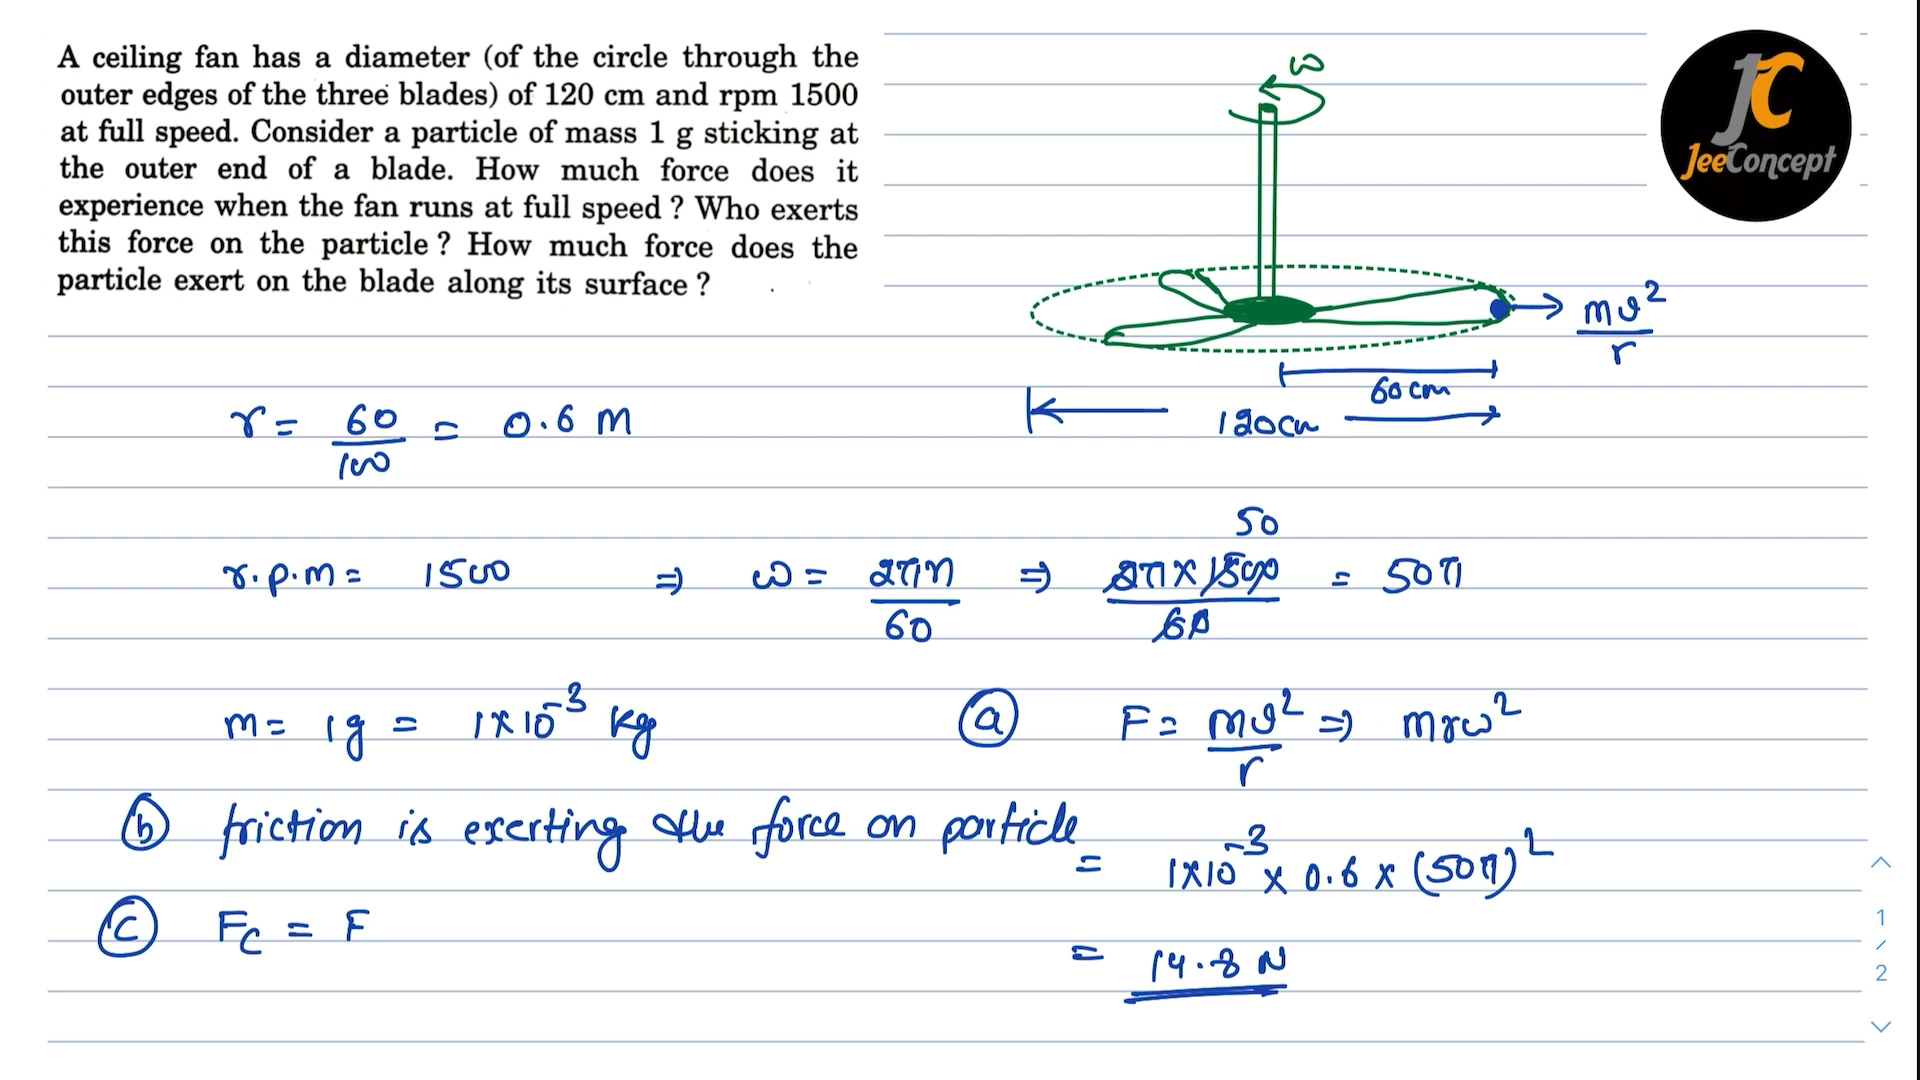 A ceiling fan has a diameter (of the circle through the
outer edges of the three blades) of 120 cm and rpm 1500
at full speed. Consider a particle of mass 1 g sticking at
the outer end of a blade. How much force does it
experience when the fan runs at full speed ? Who exerts
this force on the particle ? How much force does the
particle exert on the blade along its surface ?
ω
JC
JeeConcept
mv²/r
60 cm
120cm
r = 60/100 = 0.6 m
r.p.m = 1500 ⇒ ω = 2πn/60 ⇒ 2π×1500/60 = 50π
50
m = 1g = 1×10⁻³ kg
(a) F = mv²/r ⇒ mrω²
(b) friction is exerting the force on particle
= 1×10⁻³ × 0.6 × (50π)²
(c) Fc = F
= 14.8 N
1
/
2